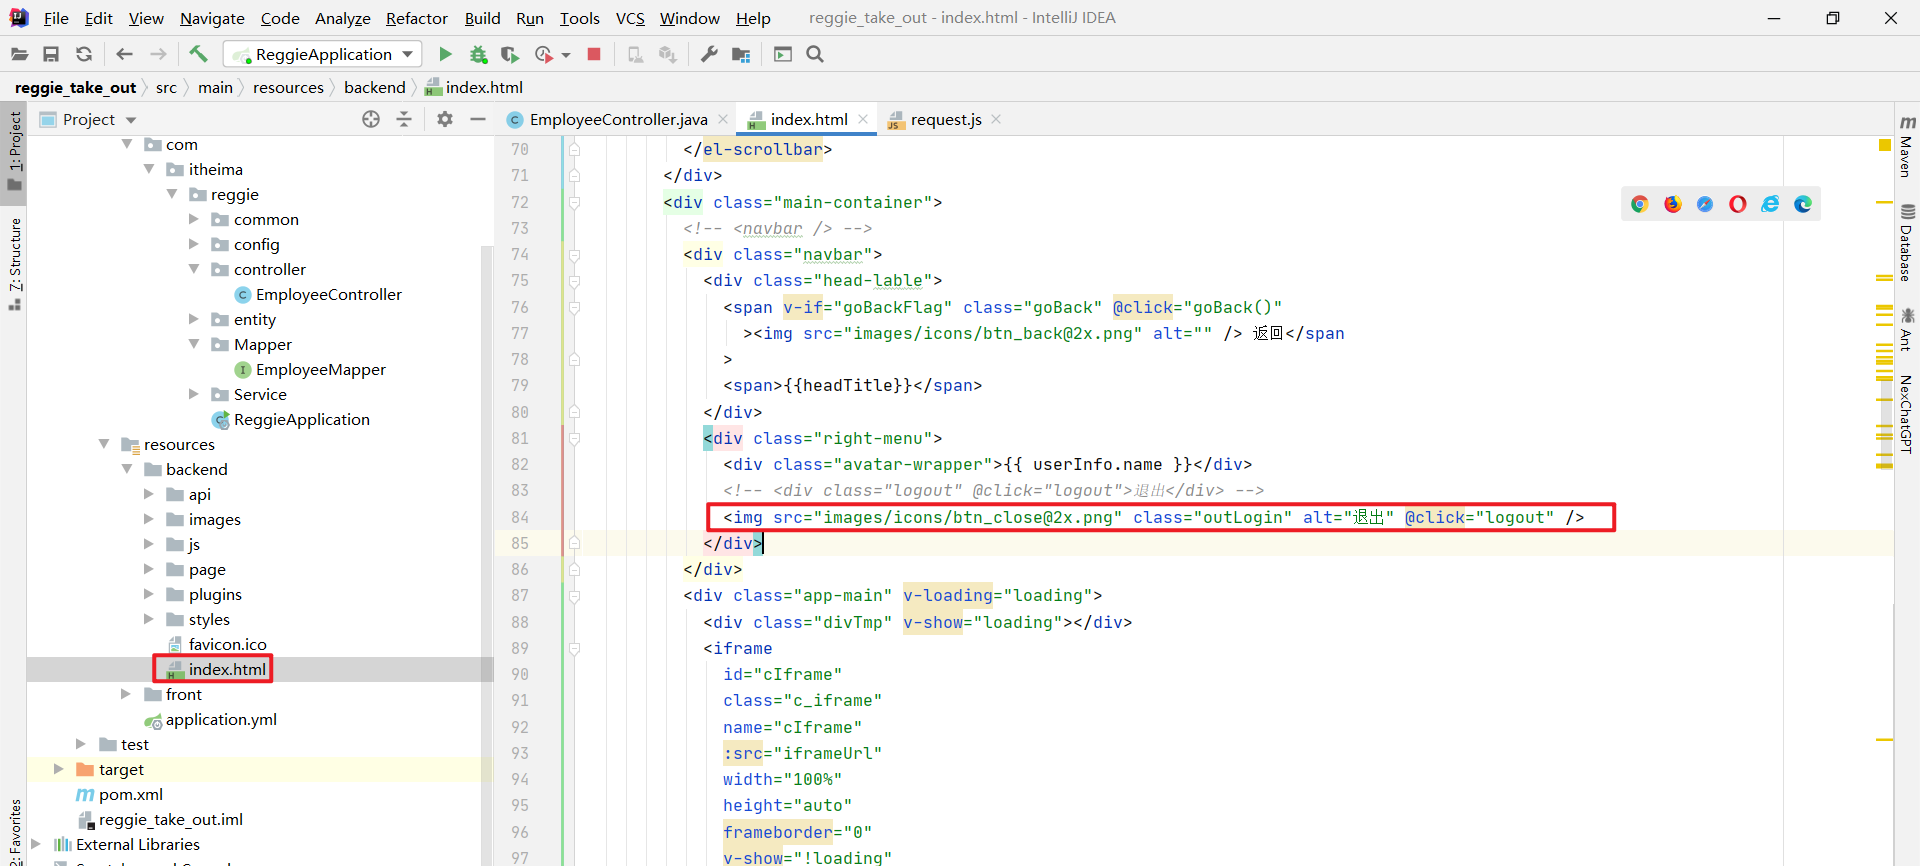 File Edit View Navigate Code Analyze Refactor Build Run Tools VCS Window Help reggie_take_out - index.html - IntelliJ IDEA
ReggieApplication
reggie_take_out src main resources backend index.html
Project
EmployeeController.java index.html request.js
1: Project
7: Structure
2: Favorites
com
itheima
reggie
common
config
controller
EmployeeController
entity
Mapper
EmployeeMapper
Service
ReggieApplication
resources
backend
api
images
js
page
plugins
styles
favicon.ico
index.html
front
application.yml
test
target
pom.xml
reggie_take_out.iml
External Libraries
70 </el-scrollbar>
71 </div>
72 <div class="main-container">
73 <!-- <navbar /> -->
74 <div class="navbar">
75 <div class="head-lable">
76 <span v-if="goBackFlag" class="goBack" @click="goBack()"
77 ><img src="images/icons/btn_back@2x.png" alt="" /> 返回</span
78 >
79 <span>{{headTitle}}</span>
80 </div>
81 <div class="right-menu">
82 <div class="avatar-wrapper">{{ userInfo.name }}</div>
83 <!-- <div class="logout" @click="logout">退出</div> -->
84 <img src="images/icons/btn_close@2x.png" class="outLogin" alt="退出" @click="logout" />
85 </div>
86 </div>
87 <div class="app-main" v-loading="loading">
88 <div class="divTmp" v-show="loading"></div>
89 <iframe
90 id="cIframe"
91 class="c_iframe"
92 name="cIframe"
93 :src="iframeUrl"
94 width="100%"
95 height="auto"
96 frameborder="0"
97 v-show="!loading"
m Maven
Database
Ant
NexChatGPT